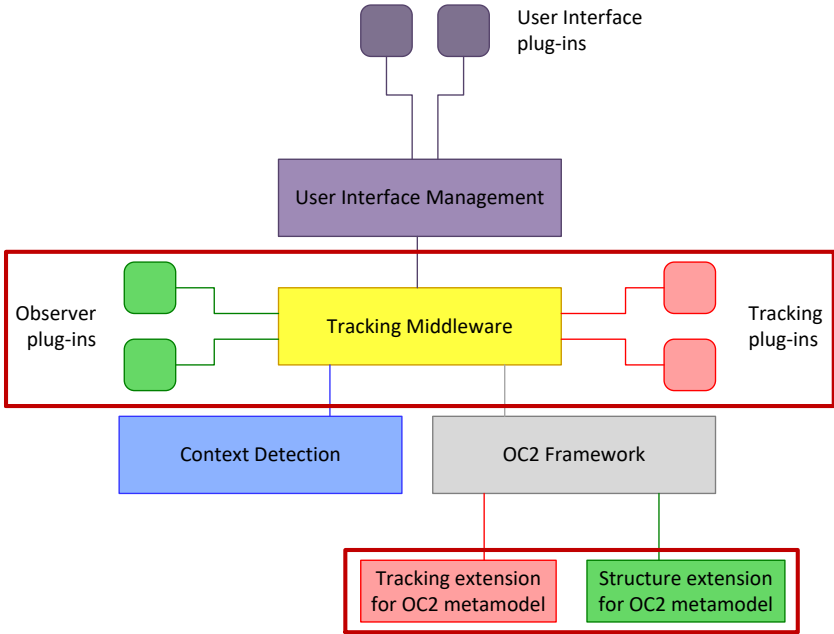 User Interface
plug-ins
User Interface Management
Observer
plug-ins
Tracking Middleware
Tracking
plug-ins
Context Detection
OC2 Framework
Tracking extension
for OC2 metamodel
Structure extension
for OC2 metamodel